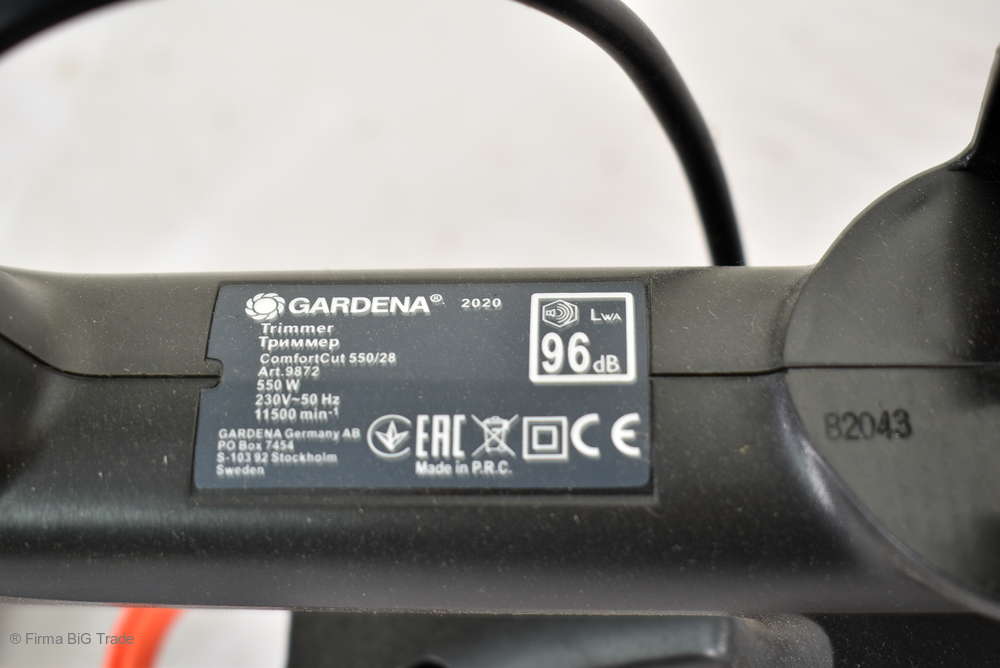 GARDENA® 2020
Trimmer
Триммер
ComfortCut 550/28
Art.9872
550 W
230V~50 Hz
11500 min-¹
LWA
96 dB
GARDENA Germany AB
PO Box 7454
S-103 92 Stockholm
Sweden
EAC CE
Made in P.R.C.
82043
® Firma BiG Trade